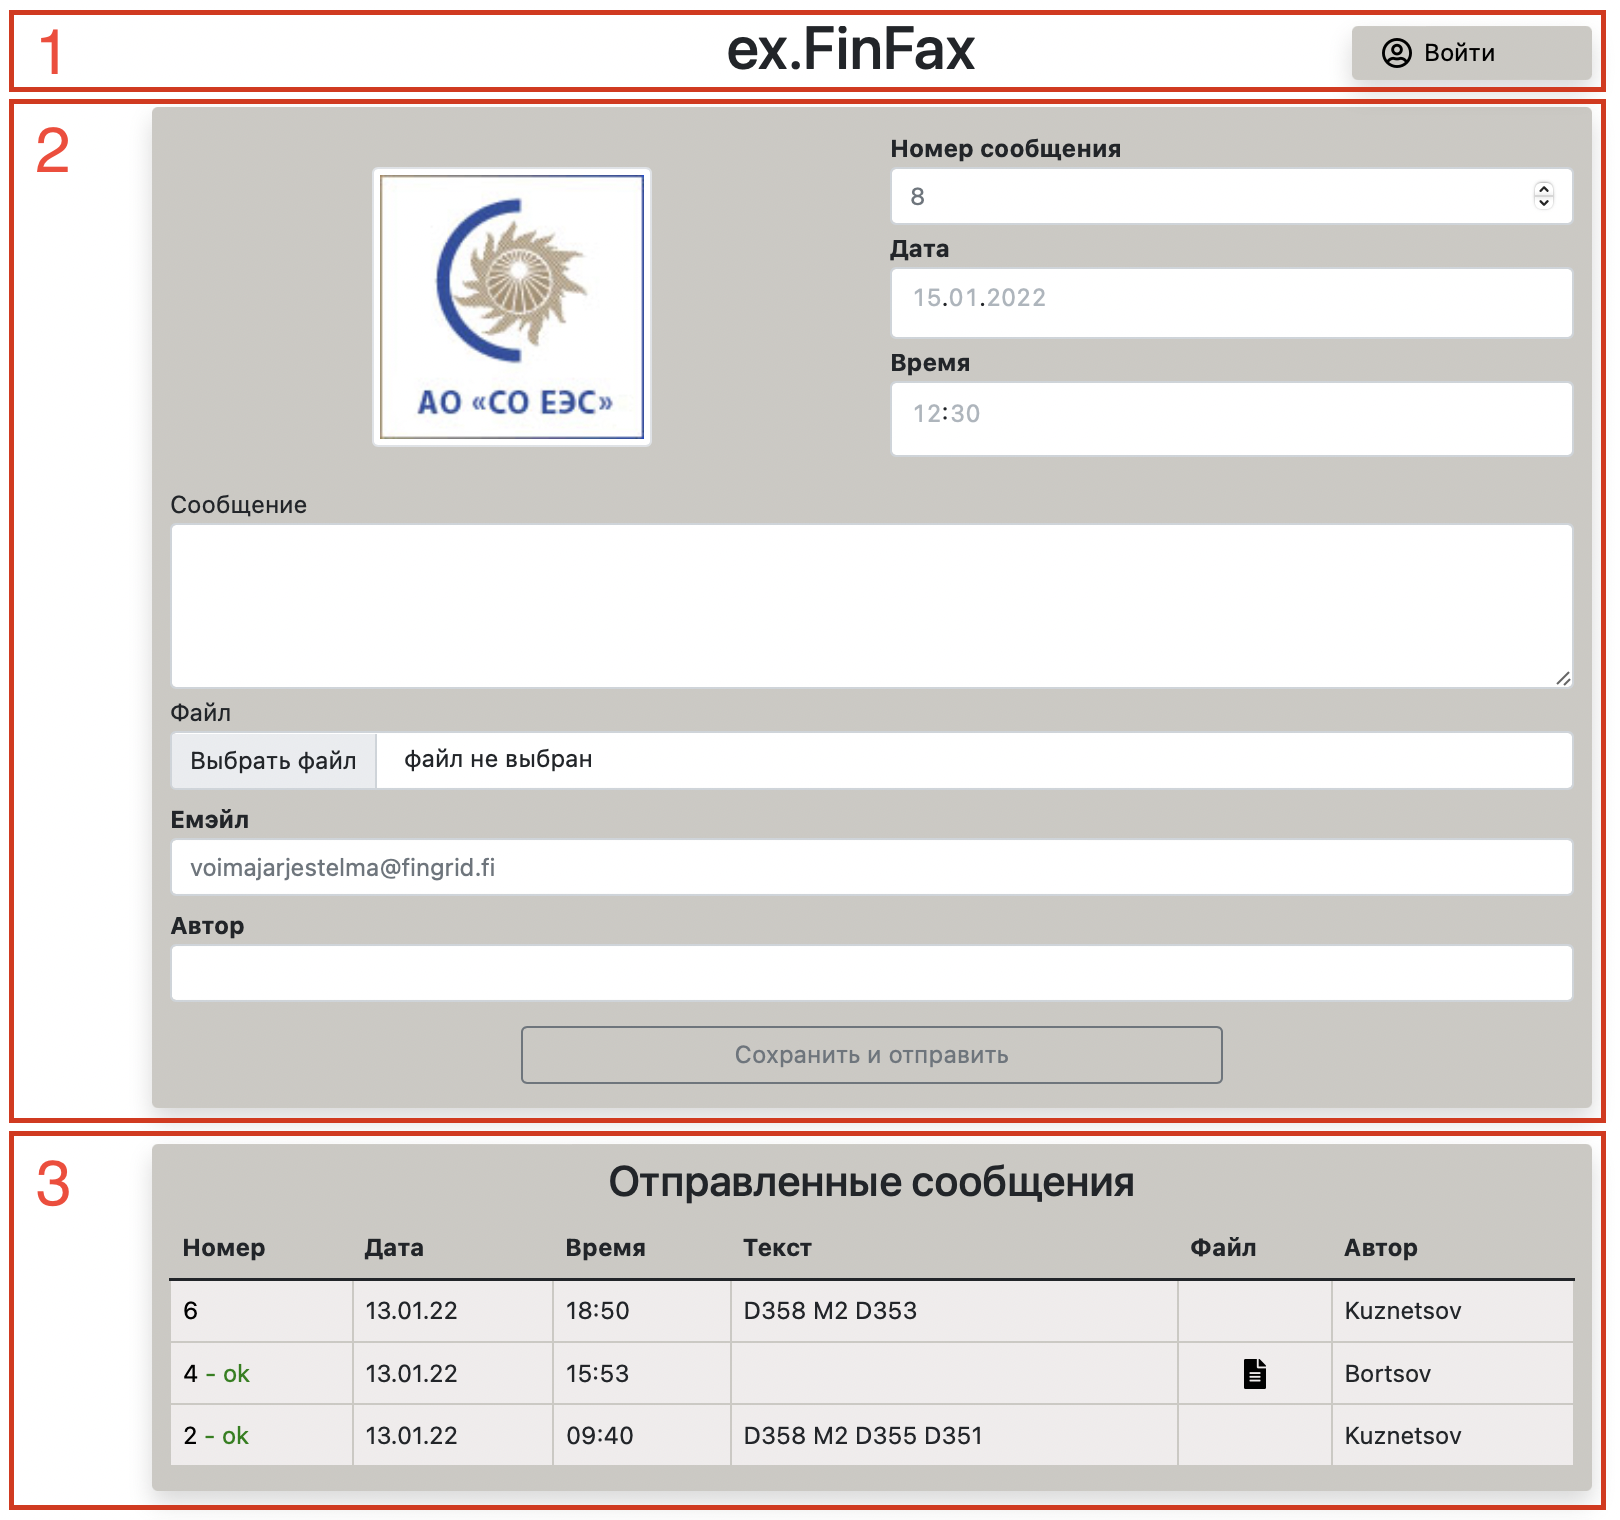 1
ex.FinFax
Войти
2
АО «СО ЕЭС»
Номер сообщения
8
Дата
15.01.2022
Время
12:30
Сообщение
Файл
Выбрать файл файл не выбран
Емэйл
voimajarjestelma@fingrid.fi
Автор
Сохранить и отправить
3
Отправленные сообщения
Номер Дата Время Текст Файл Автор
6 13.01.22 18:50 D358 M2 D353 Kuznetsov
4 - ok 13.01.22 15:53 Bortsov
2 - ok 13.01.22 09:40 D358 M2 D355 D351 Kuznetsov